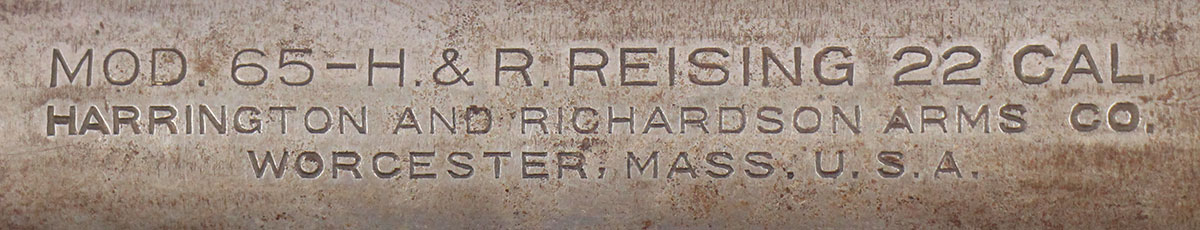 MOD. 65-H.& R. REISING 22 CAL.
HARRINGTON AND RICHARDSON ARMS CO.
WORCESTER, MASS. U. S. A.